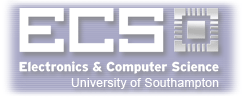 ECS
Electronics & Computer Science
University of Southampton